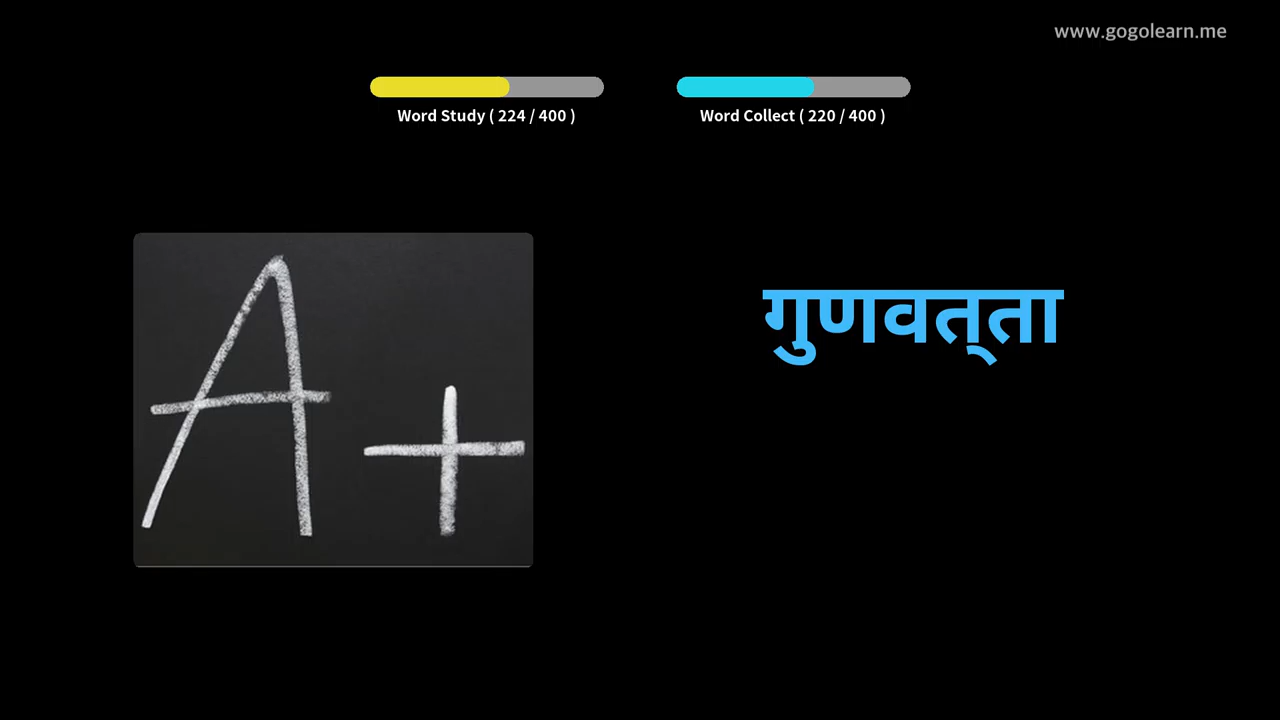 www.gogolearn.me
Word Study ( 224 / 400 )
Word Collect ( 220 / 400 )
A+
गुणवत्‌ता